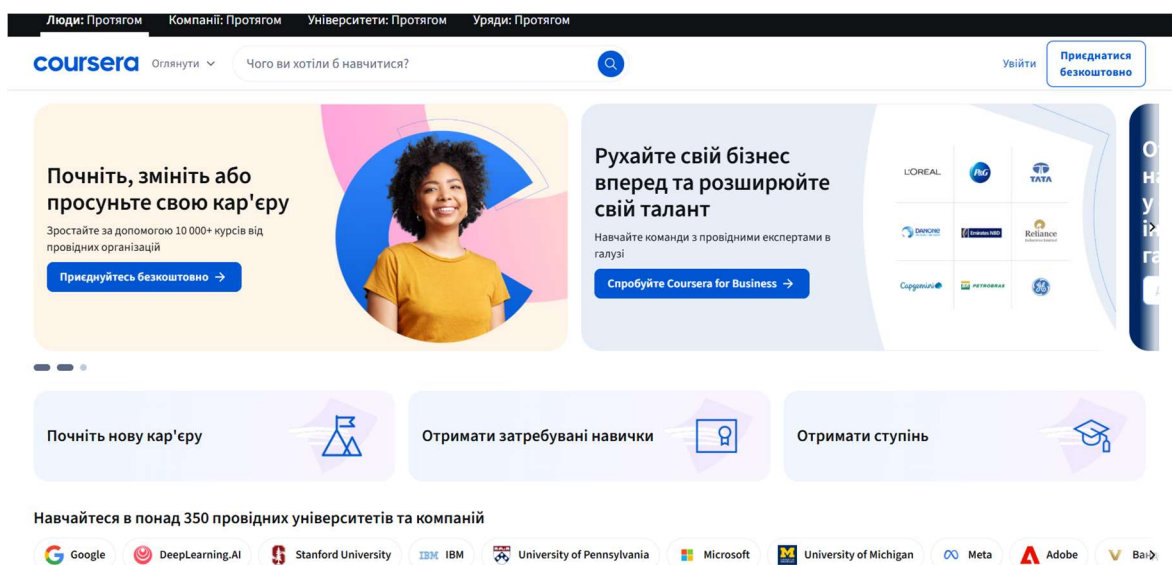 Люди: Протягом Компанії: Протягом Університети: Протягом Уряди: Протягом
coursera Оглянути Чого ви хотіли б навчитися? Увійти Приєднатися
безкоштовно
Почніть, змініть або
просуньте свою кар'єру
Зростайте за допомогою 10 000+ курсів від
провідних організацій
Приєднуйтесь безкоштовно →
Рухайте свій бізнес
вперед та розширюйте
свій талант
Навчайте команди з провідними експертами в
галузі
Спробуйте Coursera for Business →
L'ORÉAL P&G TATA
DANONE Emirates NBD Reliance
Capgemini PETROBRAS GE
Почніть нову кар'єру Отримати затребувані навички Отримати ступінь
Навчайтеся в понад 350 провідних університетів та компаній
Google DeepLearning.AI Stanford University IBM IBM University of Pennsylvania Microsoft University of Michigan Meta Adobe